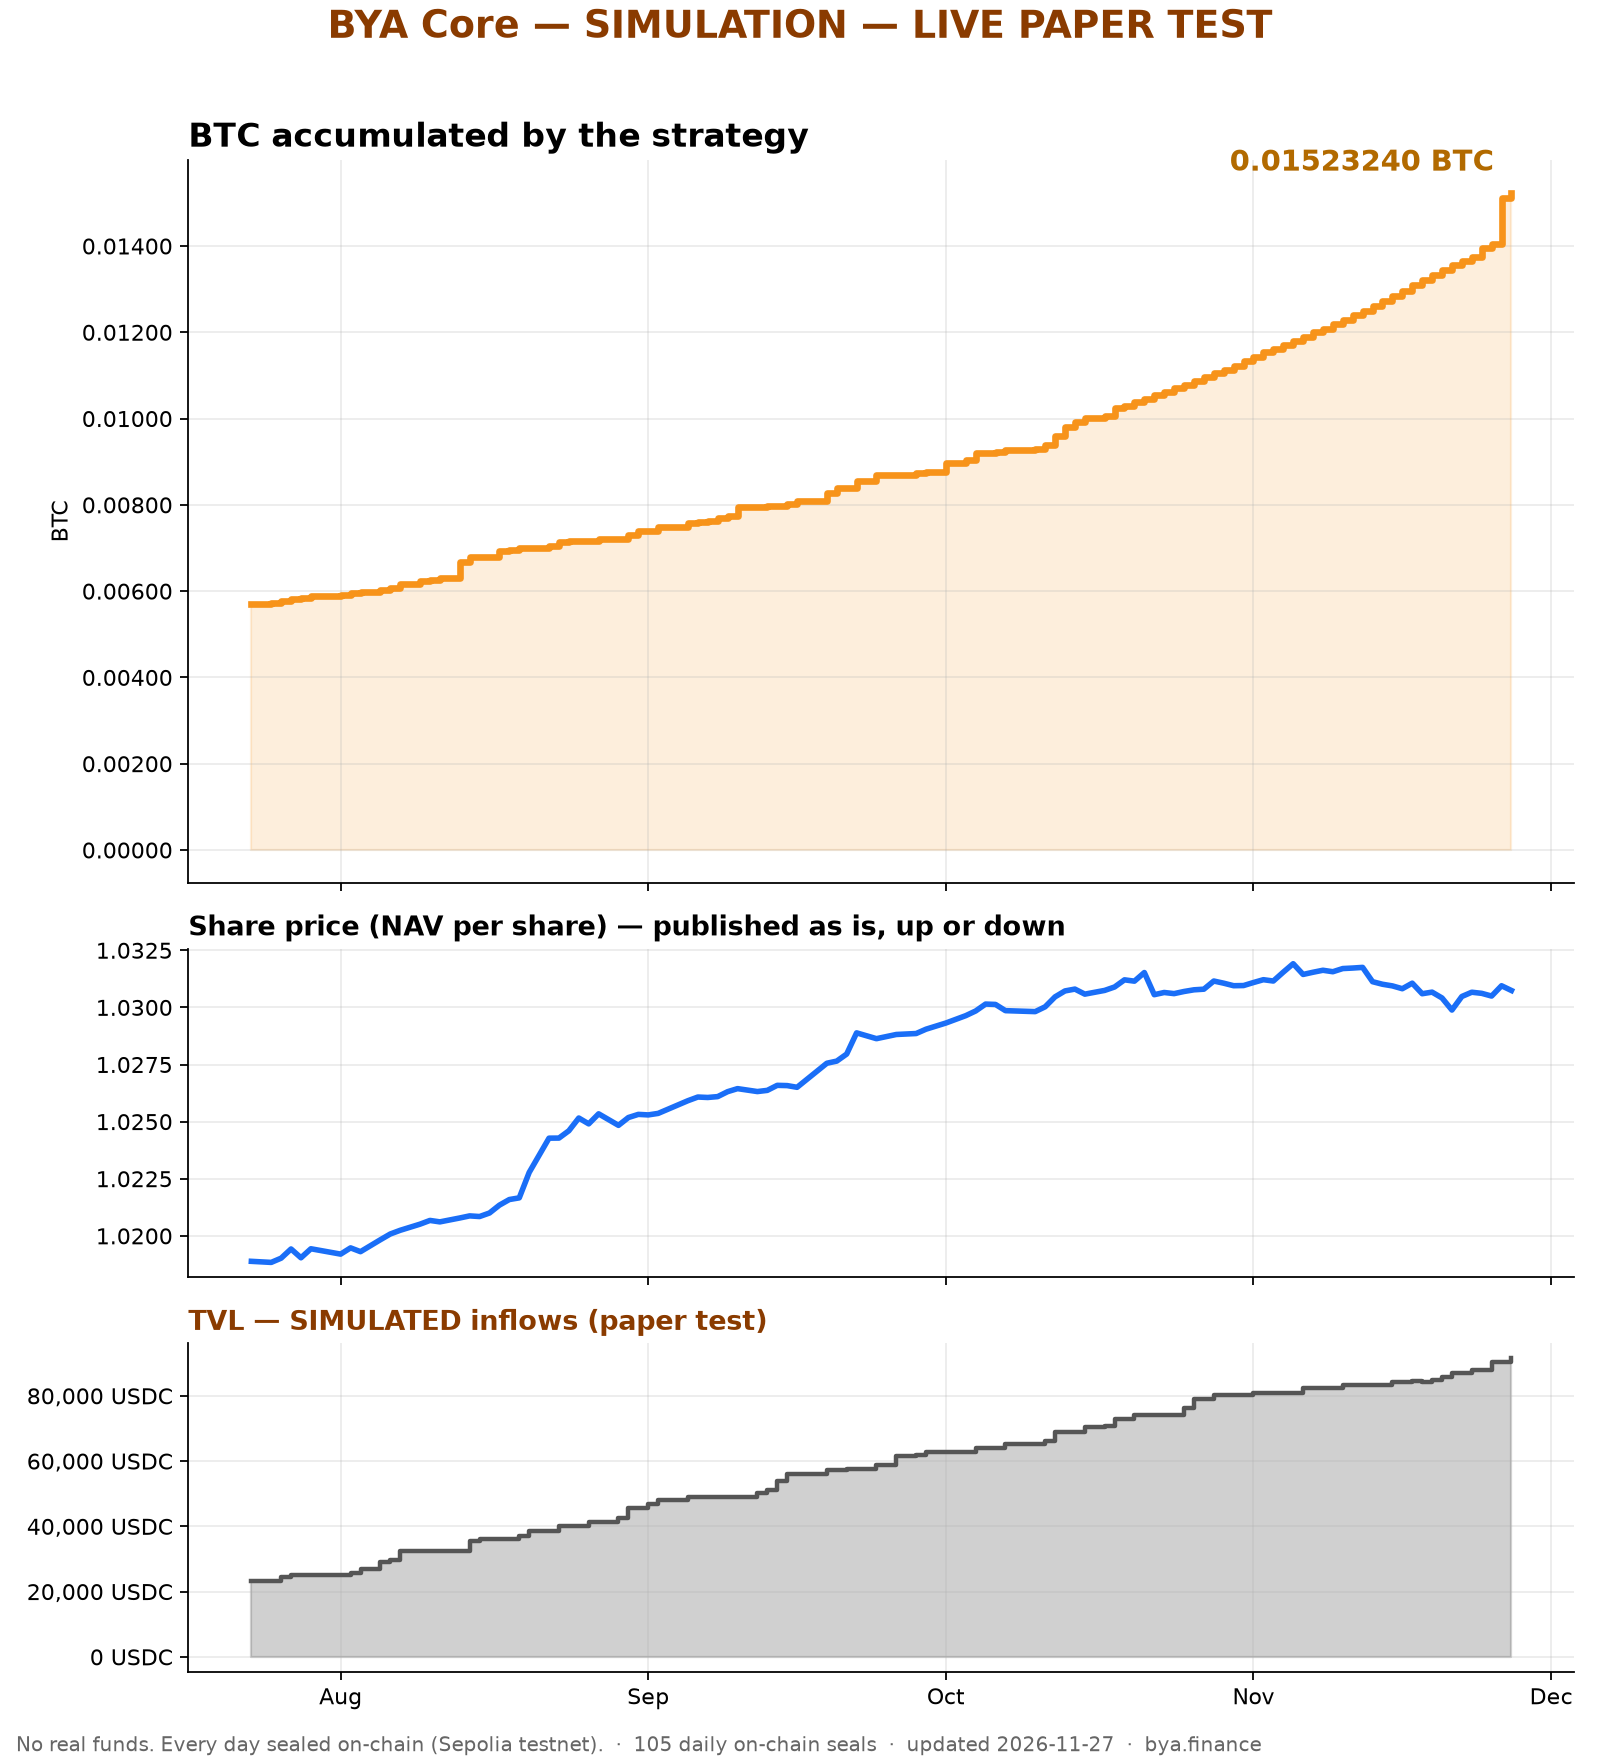 BYA Core — SIMULATION — LIVE PAPER TEST
BTC accumulated by the strategy
0.01523240 BTC
0.01400
0.01200
0.01000
0.00800
0.00600
0.00400
0.00200
0.00000
BTC
Share price (NAV per share) — published as is, up or down
1.0325
1.0300
1.0275
1.0250
1.0225
1.0200
TVL — SIMULATED inflows (paper test)
80,000 USDC
60,000 USDC
40,000 USDC
20,000 USDC
0 USDC
Aug Sep Oct Nov Dec
No real funds. Every day sealed on-chain (Sepolia testnet). · 105 daily on-chain seals · updated 2026-11-27 · bya.finance